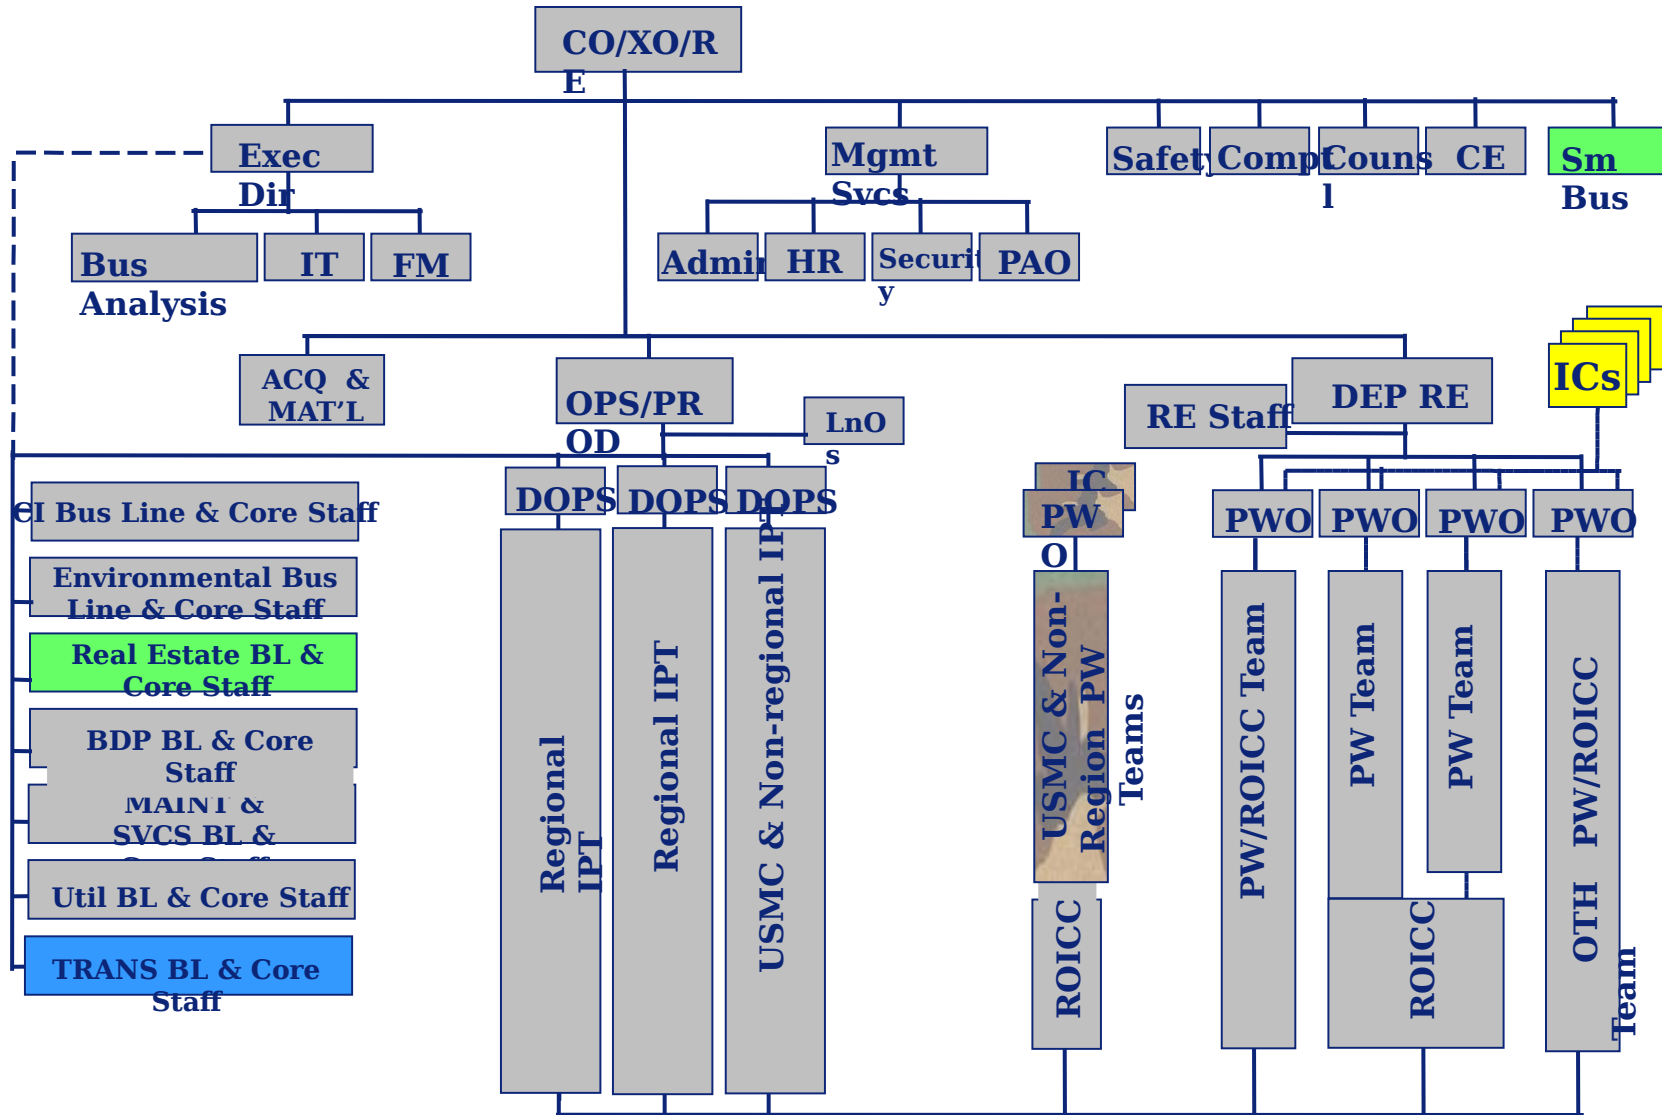 CO/XO/R
E
Exec
Dir
Mgmt
Svcs
Safety
Compt
Couns
l
CE
Sm
Bus
Bus
Analysis
IT
FM
Admin
HR
Securit
y
PAO
ACQ & 
MAT’L
OPS/PR
OD
LnO
s
RE Staff
DEP RE
ICs
CI Bus Line & Core Staff
Environmental Bus
Line & Core Staff
Real Estate BL &
Core Staff
BDP BL & Core
Staff
MAINT &
SVCS BL &
Util BL & Core Staff
TRANS BL & Core
Staff
DOPS
DOPS
DOPS
Regional
IPT
Regional IPT
USMC & Non-regional IPT
IC
PW
O
USMC & Non-
Region PW
Teams
ROICC
PWO
PWO
PWO
PWO
PW/ROICC Team
PW Team
PW Team
ROICC
OTH PW/ROICC
Team